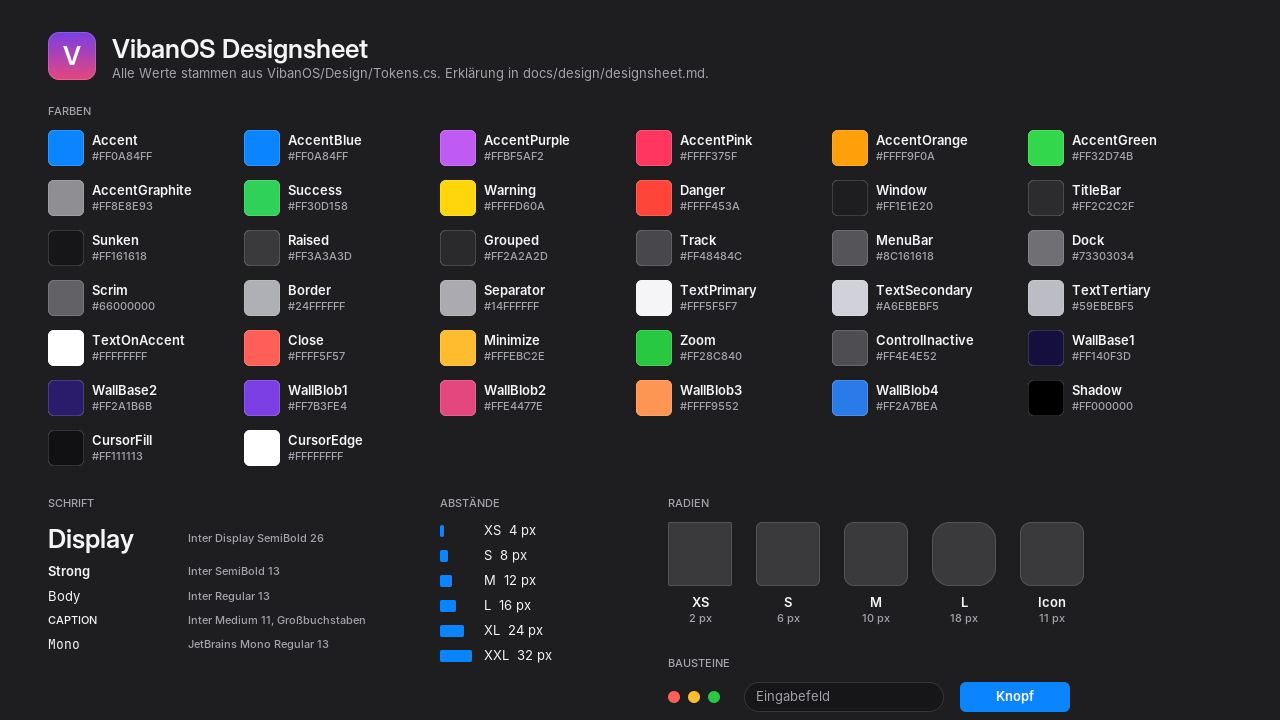 V
VibanOS Designsheet
Alle Werte stammen aus VibanOS/Design/Tokens.cs. Erklärung in docs/design/designsheet.md.
FARBEN
Accent
#FF0A84FF
AccentBlue
#FF0A84FF
AccentPurple
#FFBF5AF2
AccentPink
#FFFF375F
AccentOrange
#FFFF9F0A
AccentGreen
#FF32D74B
AccentGraphite
#FF8E8E93
Success
#FF30D158
Warning
#FFFFD60A
Danger
#FFFF453A
Window
#FF1E1E20
TitleBar
#FF2C2C2F
Sunken
#FF161618
Raised
#FF3A3A3D
Grouped
#FF2A2A2D
Track
#FF48484C
MenuBar
#8C161618
Dock
#73303034
Scrim
#66000000
Border
#24FFFFFF
Separator
#14FFFFFF
TextPrimary
#FFF5F5F7
TextSecondary
#A6EBEBF5
TextTertiary
#59EBEBF5
TextOnAccent
#FFFFFFFF
Close
#FFFF5F57
Minimize
#FFFEBC2E
Zoom
#FF28C840
ControlInactive
#FF4E4E52
WallBase1
#FF140F3D
WallBase2
#FF2A1B6B
WallBlob1
#FF7B3FE4
WallBlob2
#FFE4477E
WallBlob3
#FFFF9552
WallBlob4
#FF2A7BEA
Shadow
#FF000000
CursorFill
#FF111113
CursorEdge
#FFFFFFFF
SCHRIFT
Display Inter Display SemiBold 26
Strong Inter SemiBold 13
Body Inter Regular 13
CAPTION Inter Medium 11, Großbuchstaben
Mono JetBrains Mono Regular 13
ABSTÄNDE
XS 4 px
S 8 px
M 12 px
L 16 px
XL 24 px
XXL 32 px
RADIEN
XS
2 px
S
6 px
M
10 px
L
18 px
Icon
11 px
BAUSTEINE
Eingabefeld
Knopf